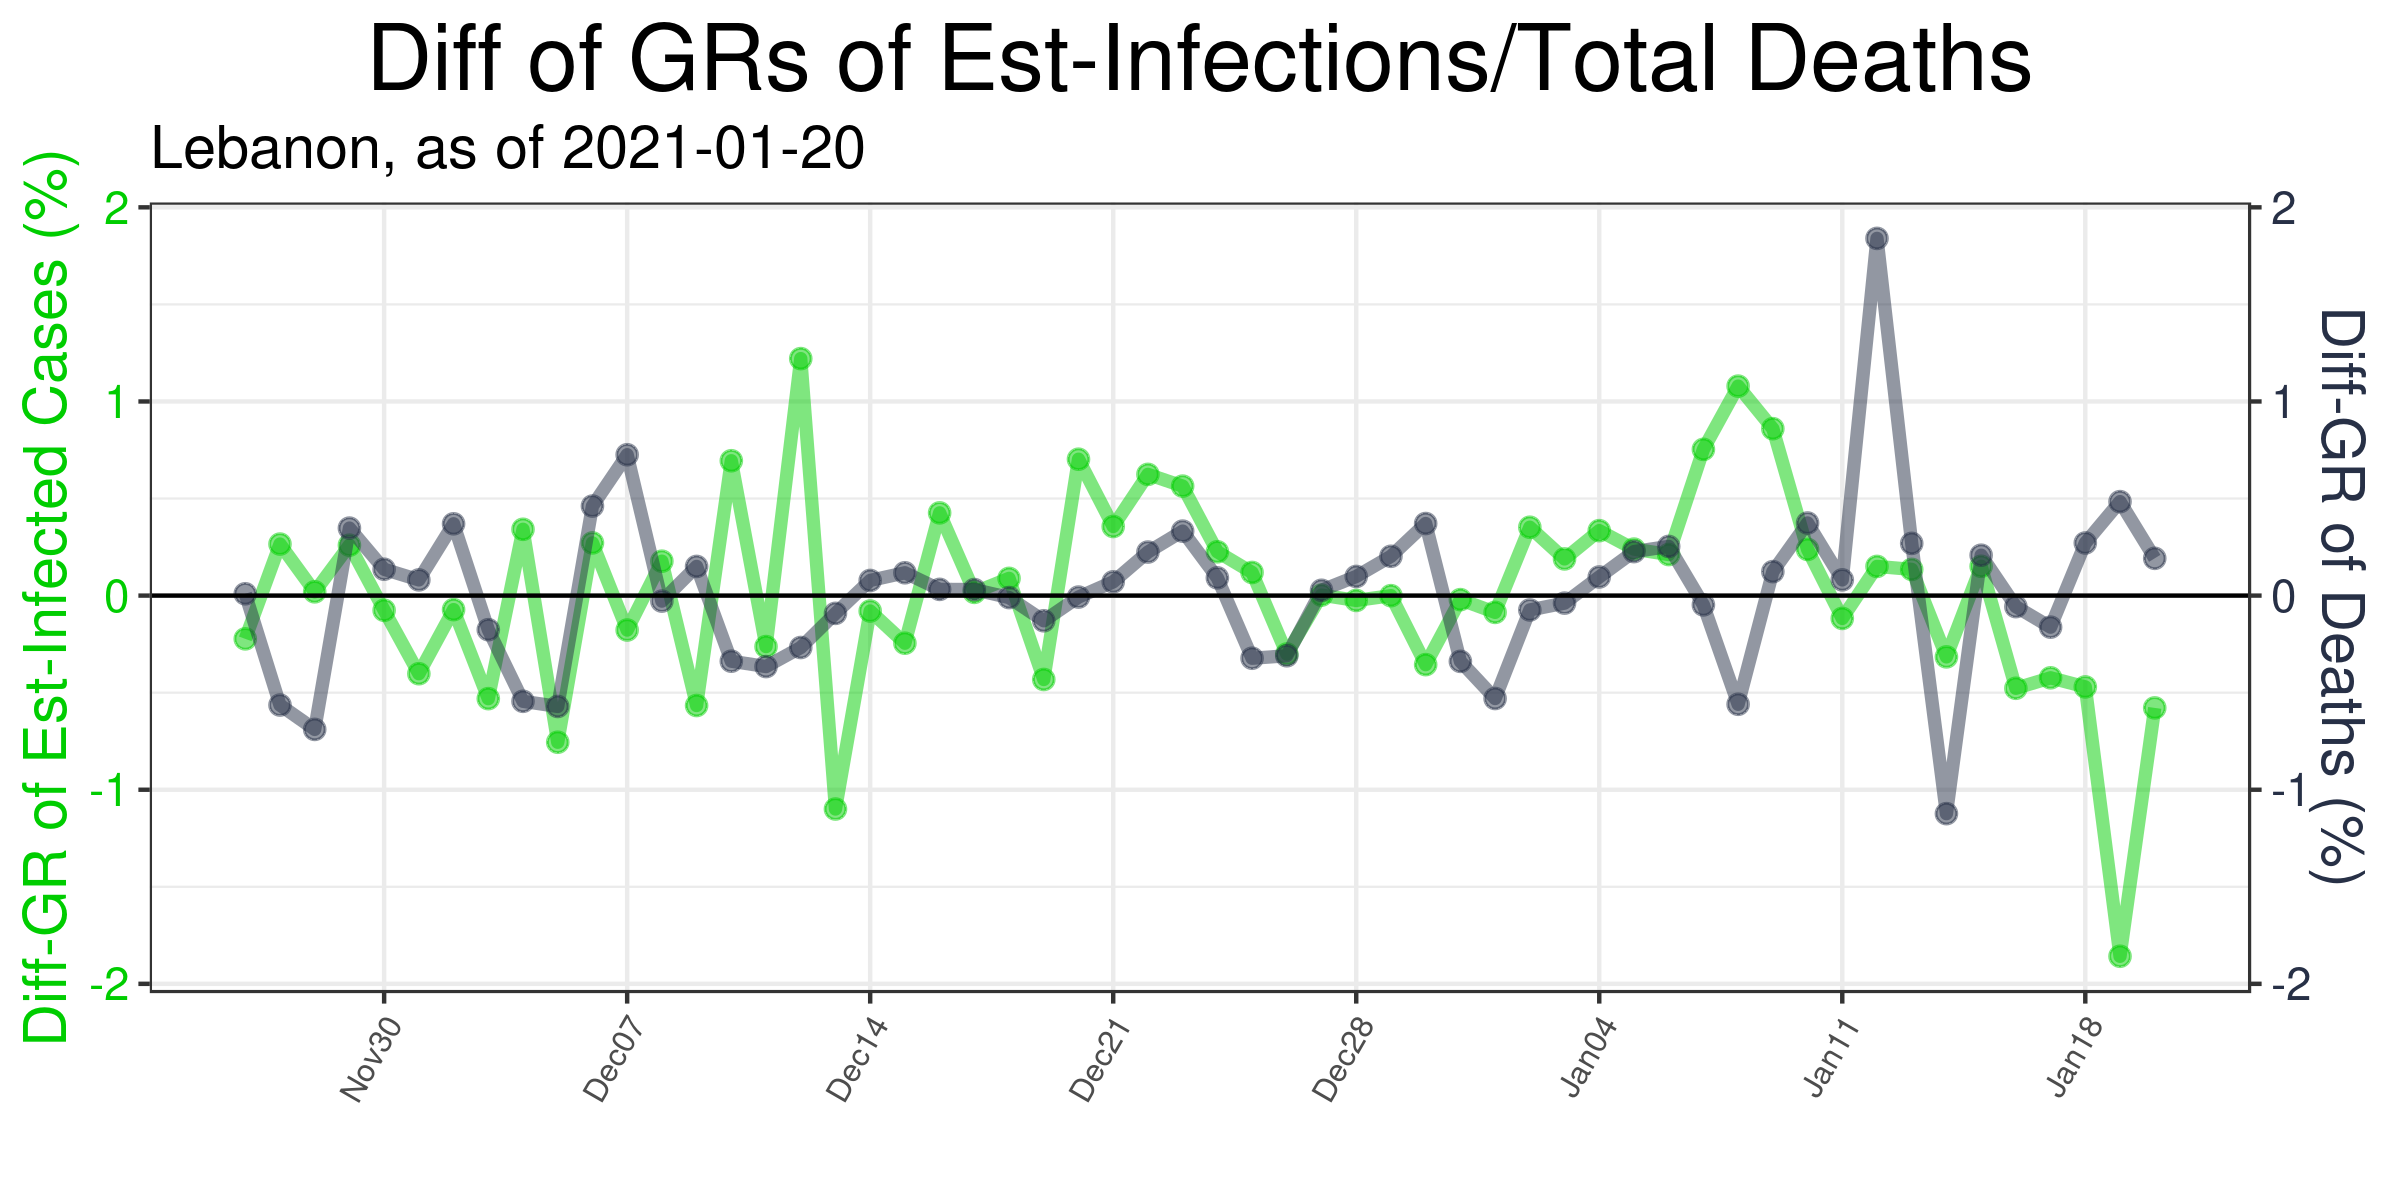 Diff of GRs of Est-Infections/Total Deaths
Lebanon, as of 2021-01-20
Diff-GR of Est-Infected Cases (%)
2
1
0
-1
-2
2
1
0
-1
-2
Diff-GR of Deaths (%)
Nov30
Dec07
Dec14
Dec21
Dec28
Jan04
Jan11
Jan18